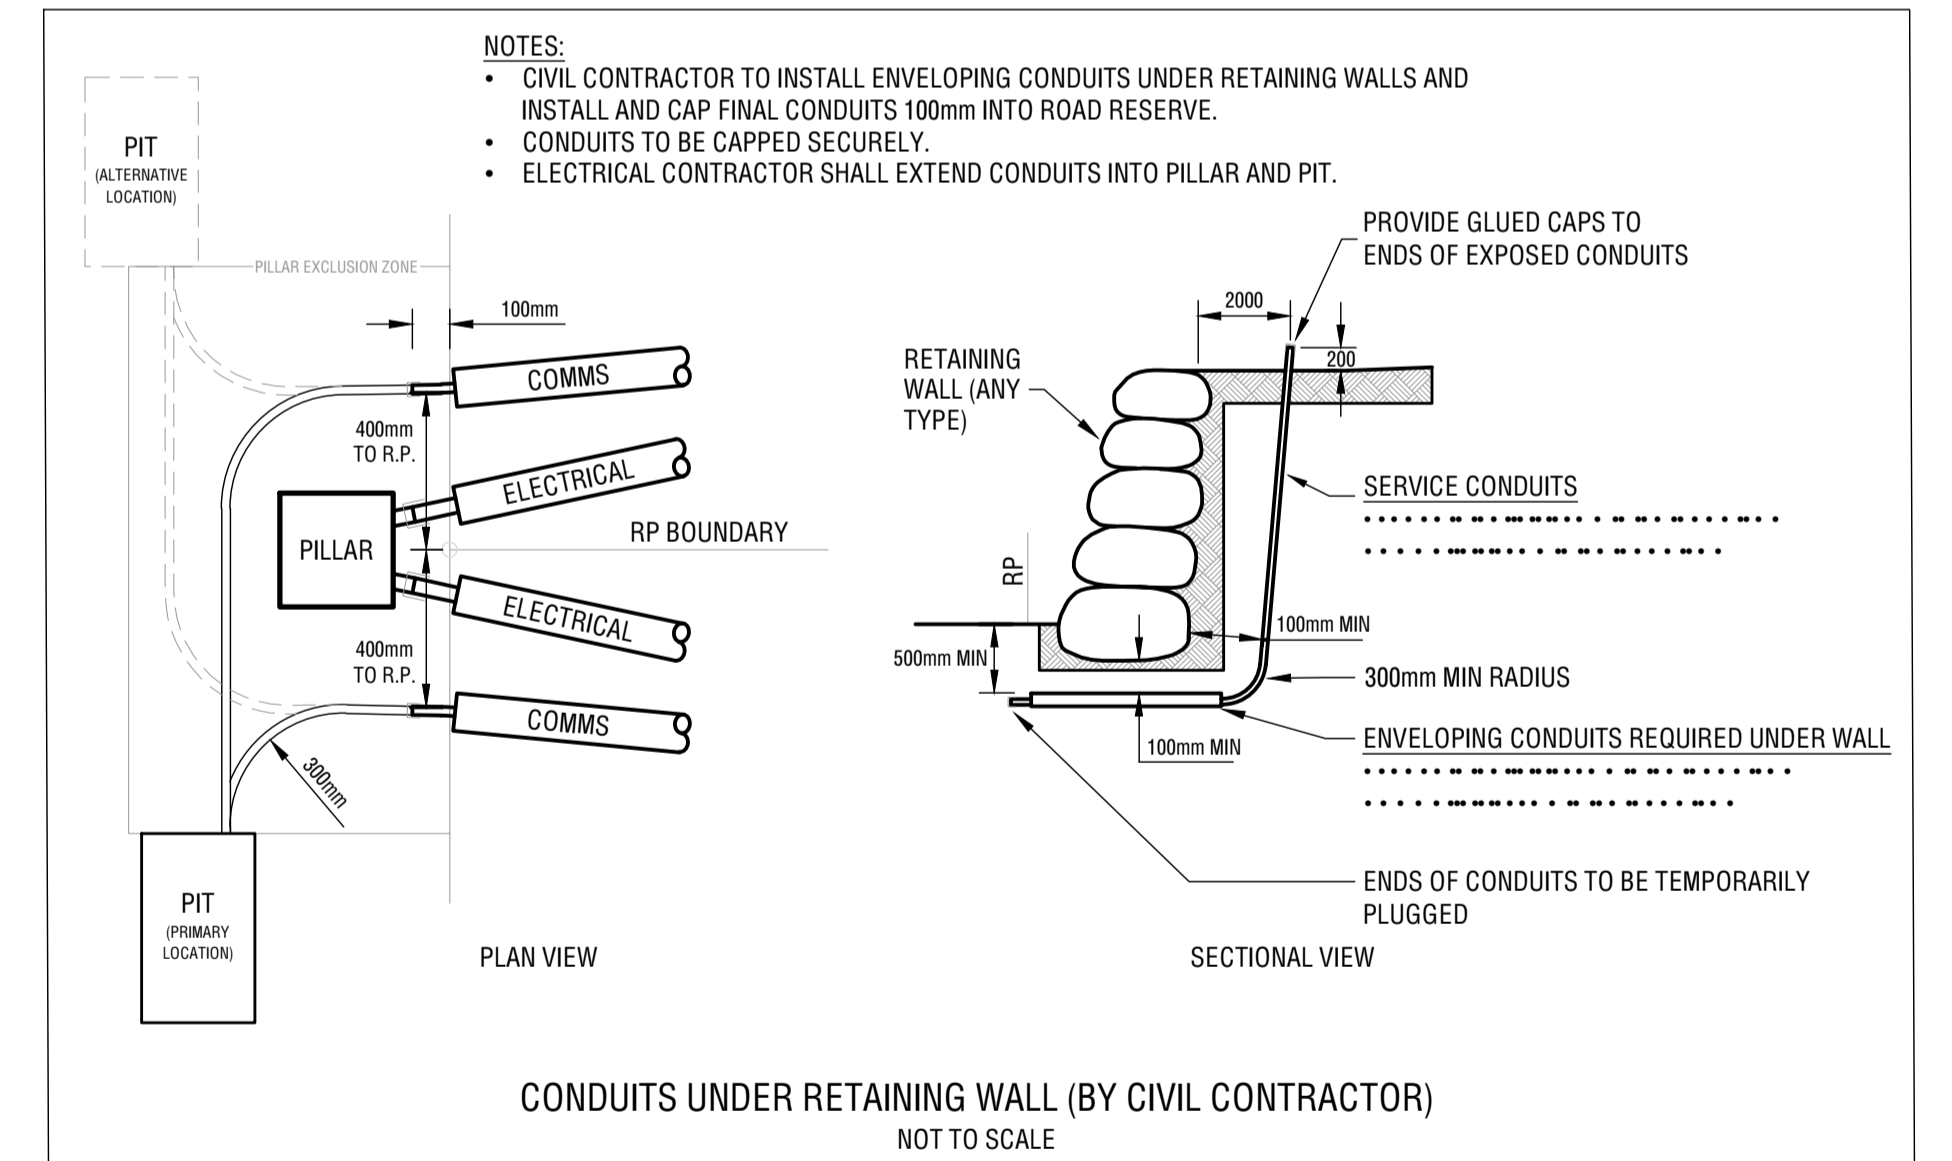 NOTES:
• CIVIL CONTRACTOR TO INSTALL ENVELOPING CONDUITS UNDER RETAINING WALLS AND
INSTALL AND CAP FINAL CONDUITS 100mm INTO ROAD RESERVE.
• CONDUITS TO BE CAPPED SECURELY.
• ELECTRICAL CONTRACTOR SHALL EXTEND CONDUITS INTO PILLAR AND PIT.
PIT
(ALTERNATIVE
LOCATION)
PILLAR EXCLUSION ZONE
100mm
COMMS
400mm
TO R.P.
ELECTRICAL
PILLAR
RP BOUNDARY
ELECTRICAL
400mm
TO R.P.
COMMS
300mm
PIT
(PRIMARY
LOCATION)
PLAN VIEW
PROVIDE GLUED CAPS TO
ENDS OF EXPOSED CONDUITS
2000
200
RETAINING
WALL (ANY
TYPE)
SERVICE CONDUITS
RP
100mm MIN
500mm MIN
300mm MIN RADIUS
ENVELOPING CONDUITS REQUIRED UNDER WALL
100mm MIN
ENDS OF CONDUITS TO BE TEMPORARILY
PLUGGED
SECTIONAL VIEW
CONDUITS UNDER RETAINING WALL (BY CIVIL CONTRACTOR)
NOT TO SCALE